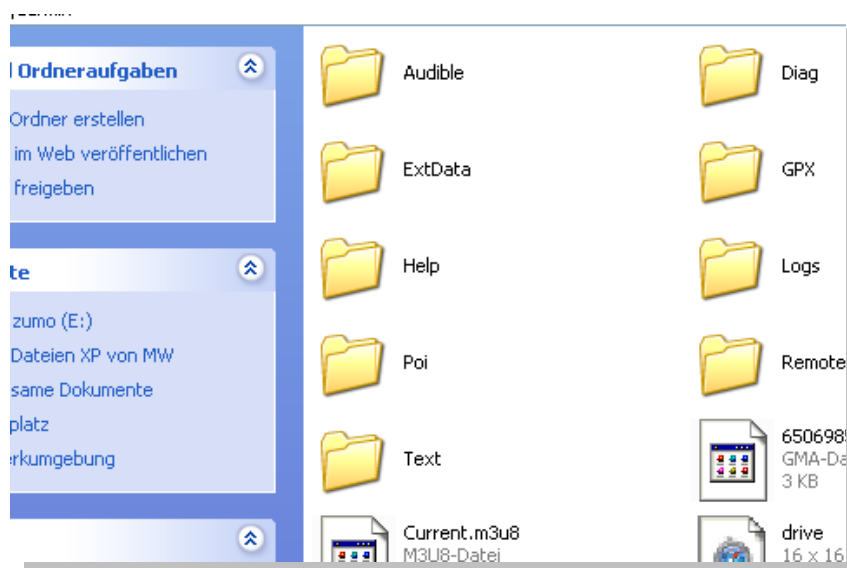 Ordneraufgaben
Ordner erstellen
im Web veröffentlichen
freigeben
te
zumo (E:)
Dateien XP von MW
same Dokumente
platz
rkumgebung
Audible
Diag
ExtData
GPX
Help
Logs
Poi
Remote
Text
650698
GMA-Da
3 KB
Current.m3u8
M3U8-Datei
drive
16 x 16